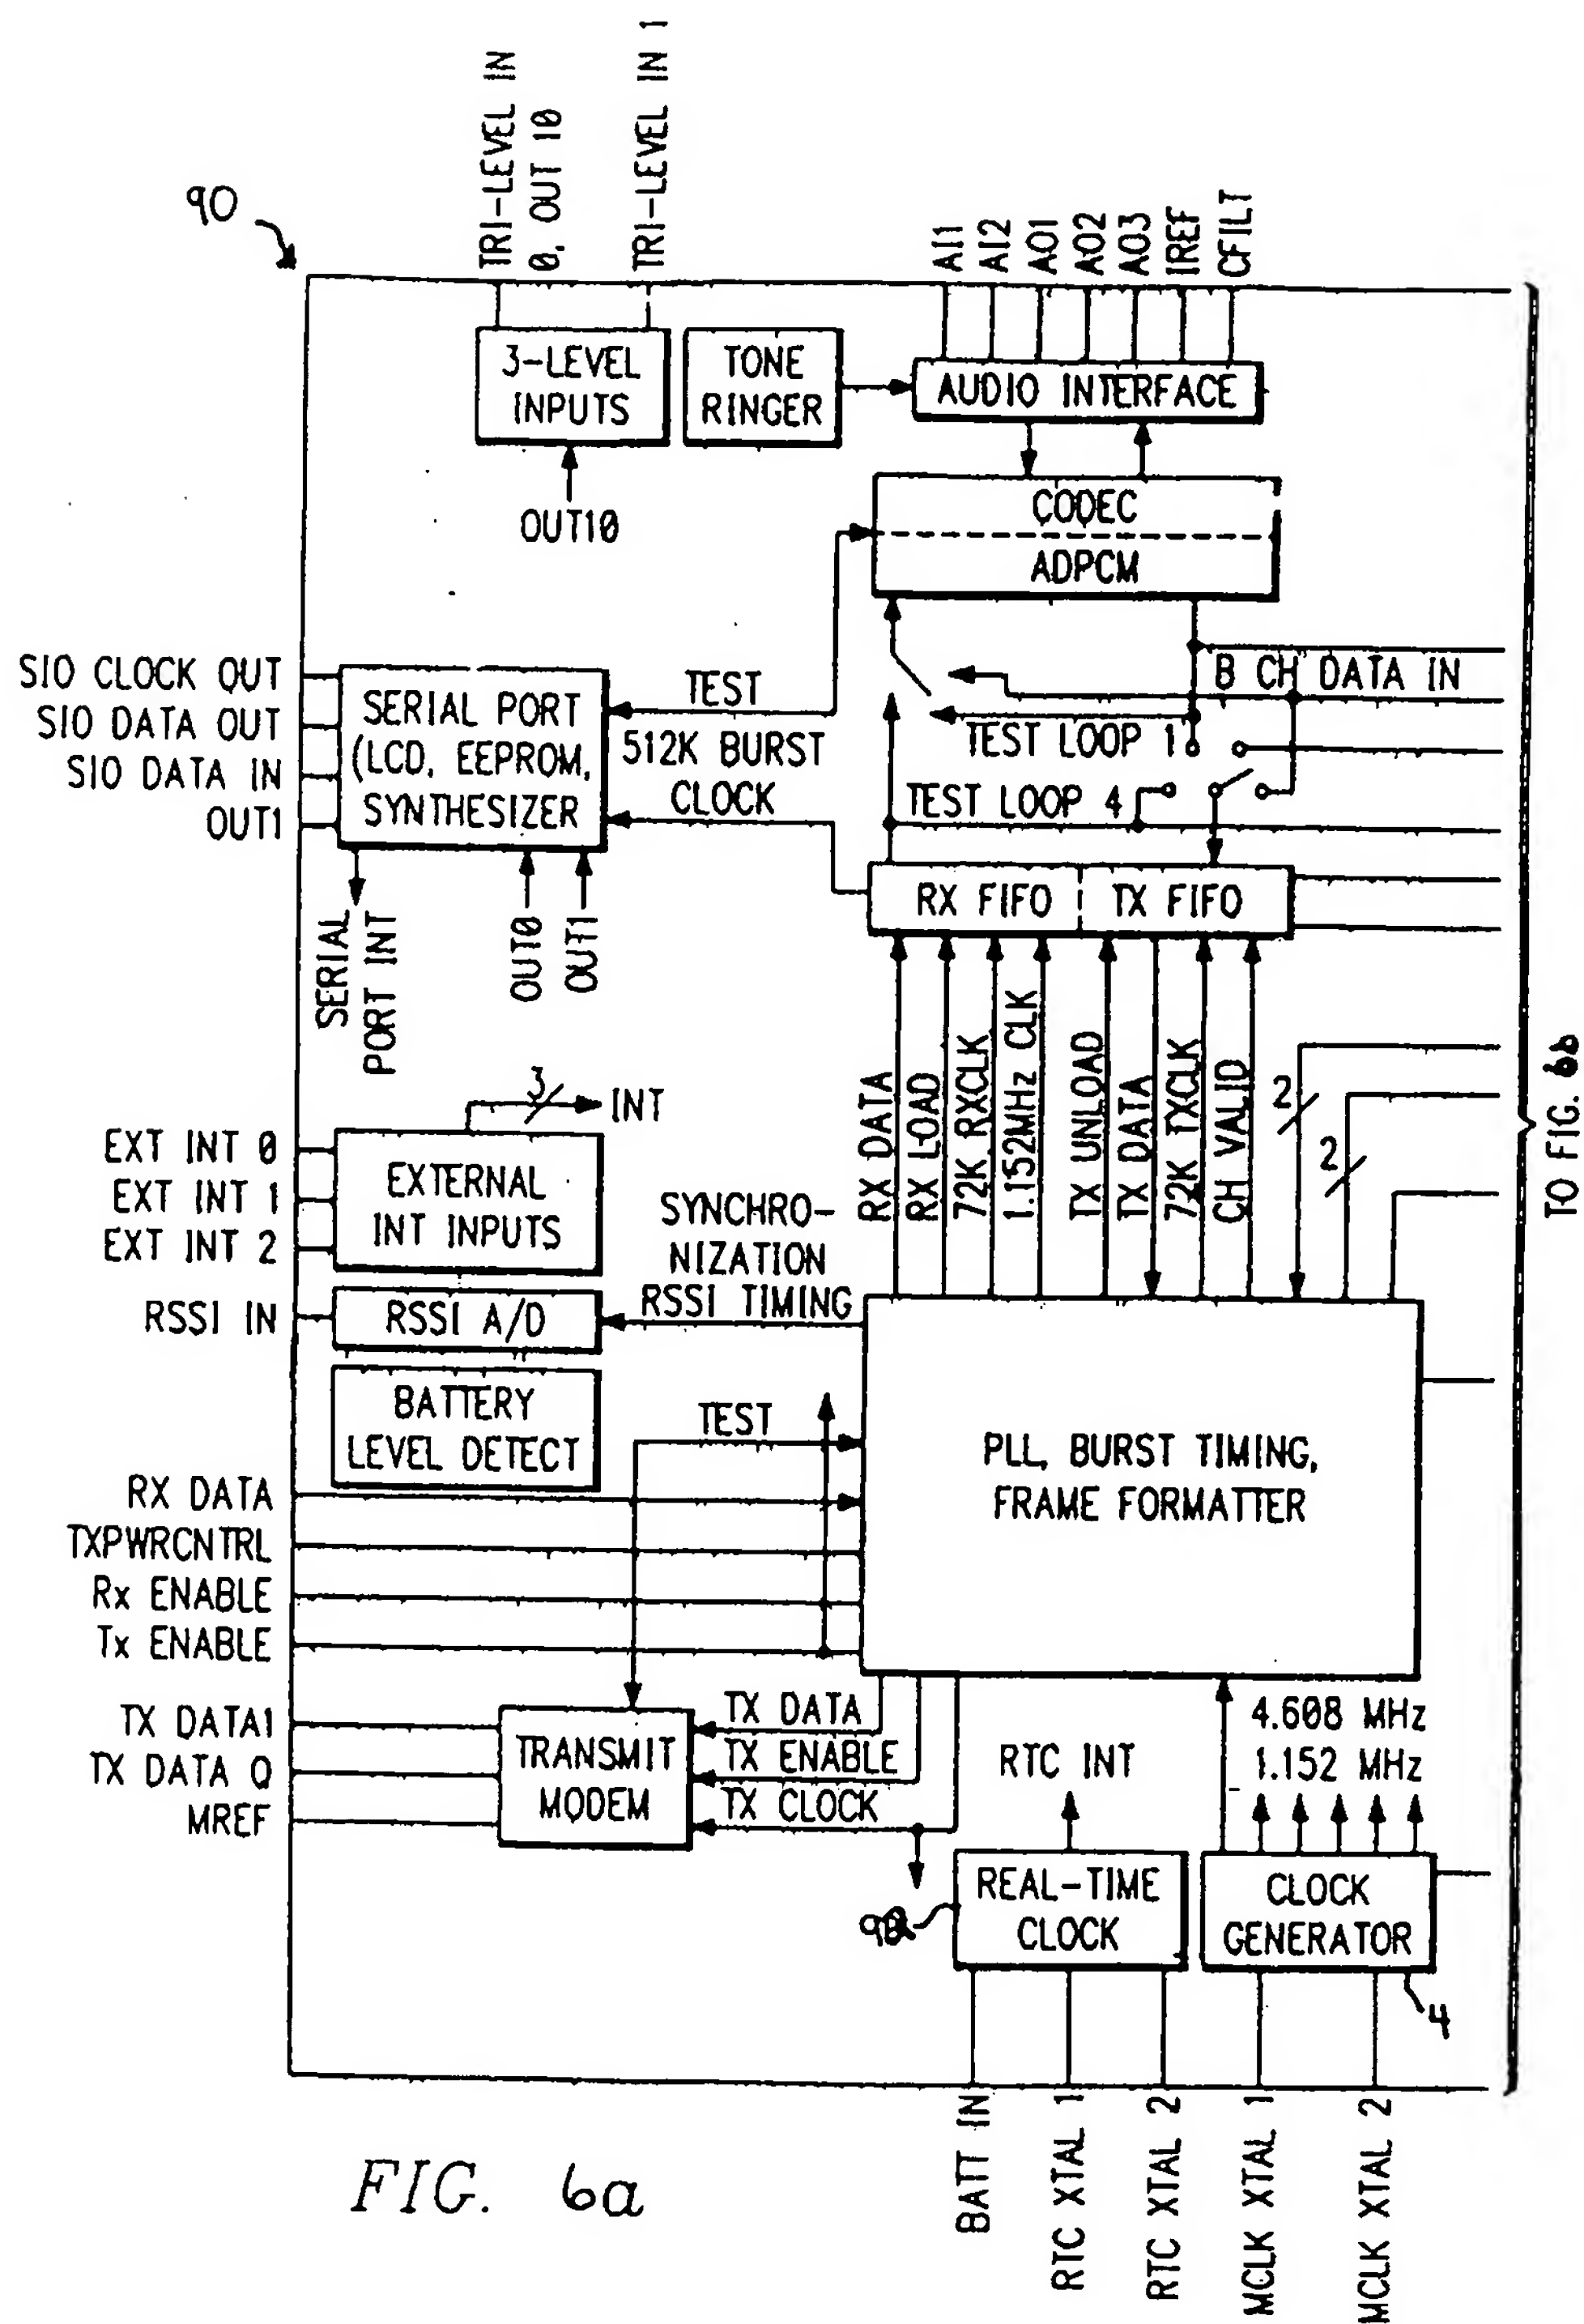 TRI-LEVEL IN
0, OUT 10
TRI-LEVEL IN 1
90
AI1
AI2
AO1
AO2
AO3
IREF
CFILT
3-LEVEL
INPUTS
TONE
RINGER
AUDIO INTERFACE
OUT10
CODEC
ADPCM
SIO CLOCK OUT
SIO DATA OUT
SIO DATA IN
OUT1
SERIAL PORT
(LCD, EEPROM,
SYNTHESIZER
TEST
512K BURST
CLOCK
B CH DATA IN
TEST LOOP 1
TEST LOOP 4
RX FIFO
TX FIFO
SERIAL
PORT INT
OUT0
OUT1
RX DATA
RX LOAD
72K RXCLK
1.152MHz CLK
TX UNLOAD
TX DATA
72K TXCLK
CH VALID
2
2
TO FIG.
3
INT
EXT INT 0
EXT INT 1
EXT INT 2
EXTERNAL
INT INPUTS
SYNCHRO-
NIZATION
RSSI TIMING
RSSI IN
RSSI A/D
BATTERY
LEVEL DETECT
TEST
PLL, BURST TIMING,
FRAME FORMATTER
RX DATA
TXPWRCNTRL
Rx ENABLE
Tx ENABLE
TX DATA1
TX DATA Q
MREF
TRANSMIT
MODEM
TX DATA
TX ENABLE
TX CLOCK
RTC INT
4.608 MHz
1.152 MHz
REAL-TIME
CLOCK
CLOCK
GENERATOR
4
BATT IN
RTC XTAL 1
RTC XTAL 2
MCLK XTAL 1
MCLK XTAL 2
FIG. 6a